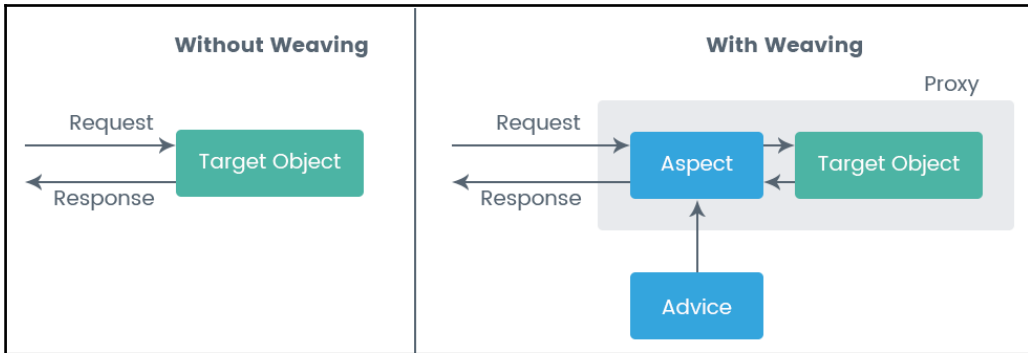 Without Weaving
Request
Target Object
Response
With Weaving
Proxy
Request
Aspect
Target Object
Response
Advice